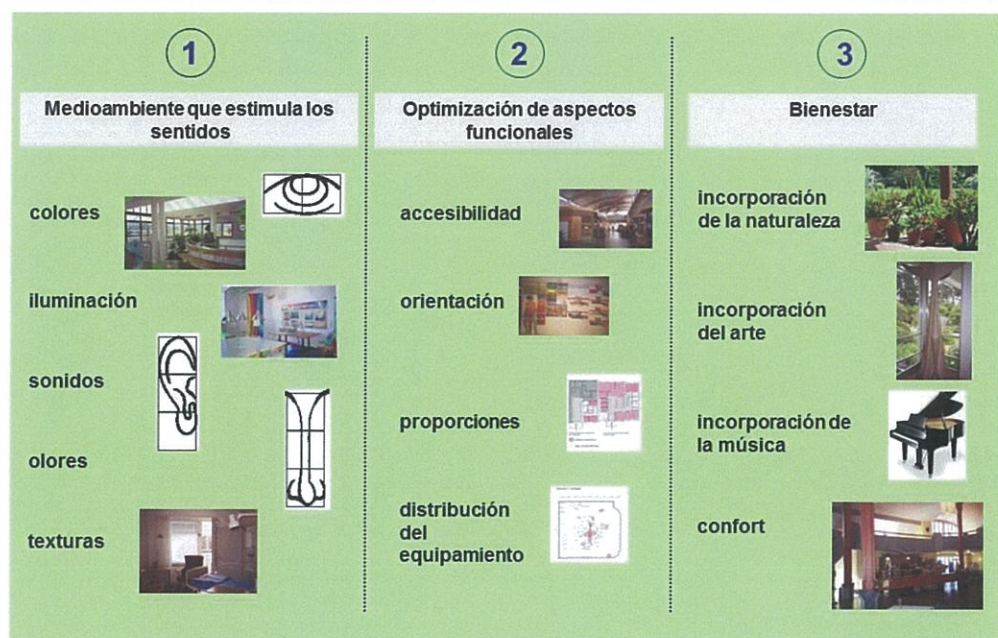 1
Medioambiente que estimula los
sentidos
colores
iluminación
sonidos
olores
texturas
2
Optimización de aspectos
funcionales
accesibilidad
orientación
proporciones
distribución
del
equipamiento
3
Bienestar
incorporación
de la naturaleza
incorporación
del arte
incorporación de
la música
confort